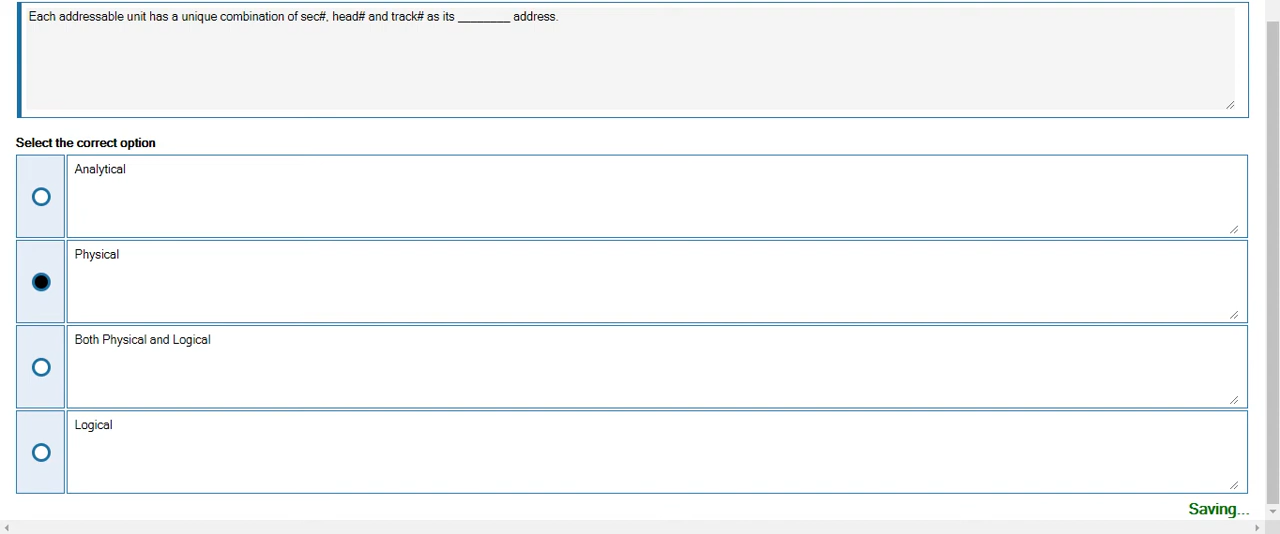 Each addressable unit has a unique combination of sec#, head# and track# as its ________ address.
Select the correct option
Analytical
Physical
Both Physical and Logical
Logical
Saving...